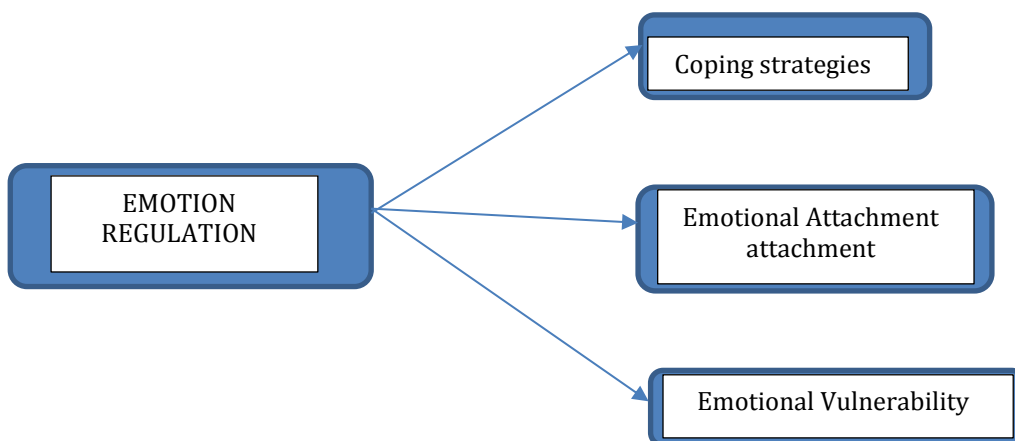 Coping strategies
EMOTION
REGULATION
Emotional Attachment
attachment
Emotional Vulnerability